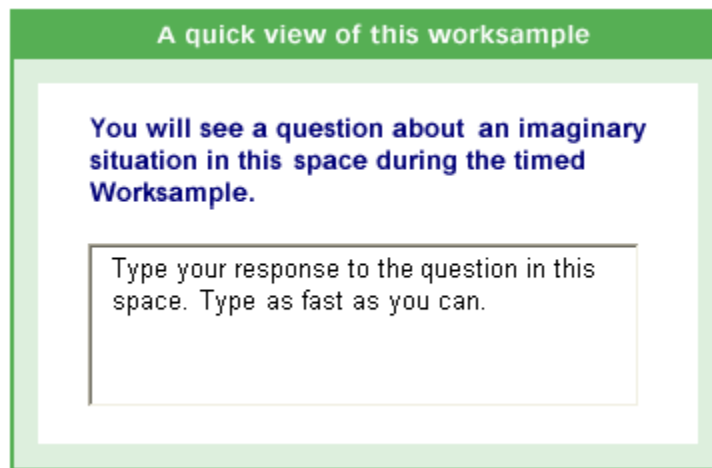 A quick view of this worksample
You will see a question about an imaginary
situation in this space during the timed
Worksample.
Type your response to the question in this
space. Type as fast as you can.